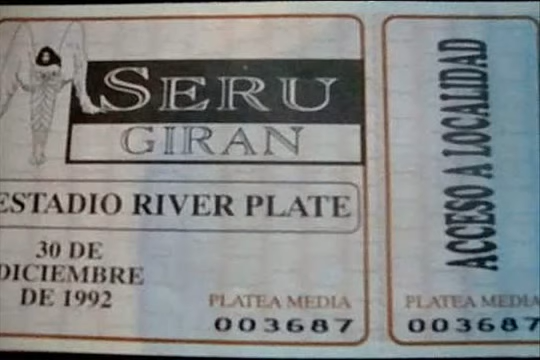 SERU
GIRAN
ESTADIO RIVER PLATE
30 DE
DICIEMBRE
DE 1992
PLATEA MEDIA
003687
ACCESO A LOCALIDAD
PLATEA MEDIA
003687